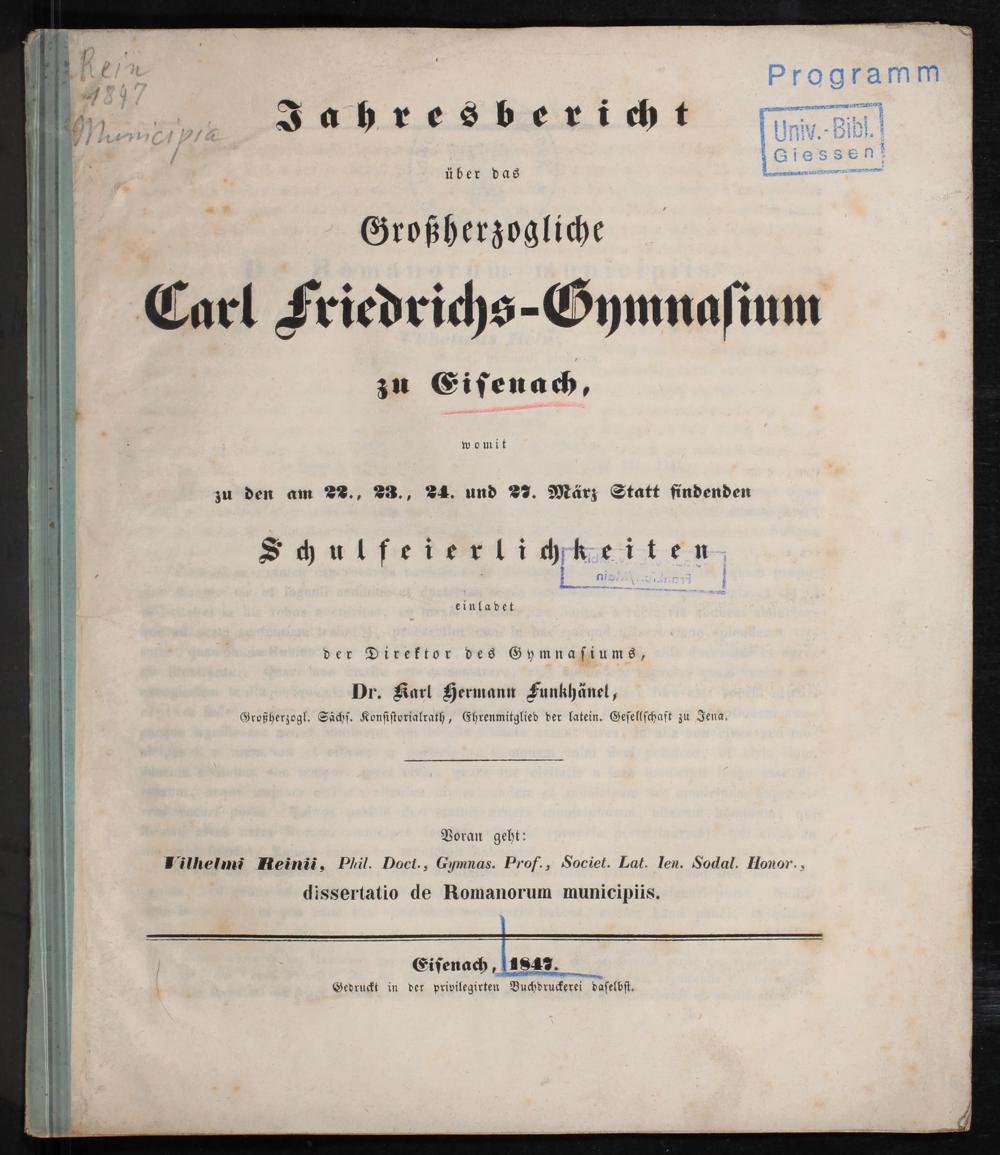 Rein
1847
Municipia
Programm
Univ.-Bibl.
Giessen
Jahresbericht
über das
Großherzogliche
Carl Friedrichs-Gymnasium
zu Eisenach,
womit
zu den am 22., 23., 24. und 27. März Statt findenden
Schulfeierlichkeiten
einladet
der Direktor des Gymnasiums,
Dr. Karl Hermann Funkhänel,
Großherzogl. Sächs. Konsistorialrath, Ehrenmitglied der latein. Gesellschaft zu Jena.
Voran geht:
Vilhelmi Reinii, Phil. Doct., Gymnas. Prof., Societ. Lat. Ien. Sodal. Honor.,
dissertatio de Romanorum municipiis.
Eisenach, 1847.
Gedruckt in der privilegirten Buchdruckerei daselbst.